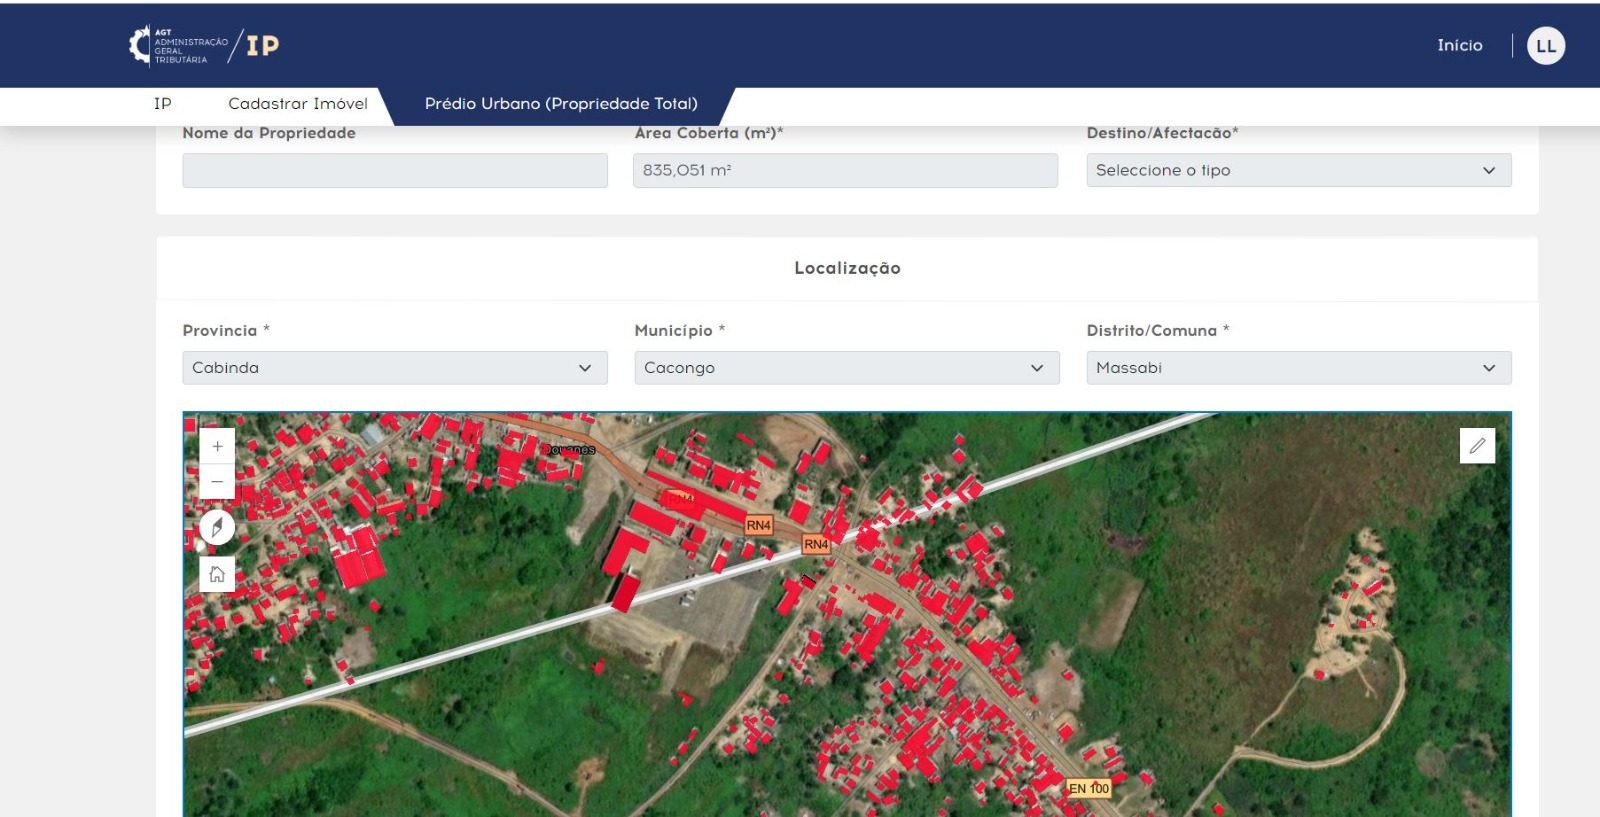 AGT
ADMINISTRAÇÃO
GERAL
TRIBUTÁRIA
IP
Início
LL
IP
Cadastrar Imóvel
Prédio Urbano (Propriedade Total)
Nome da Propriedade
Área Coberta (m²)*
Destino/Afectacão*
835,051 m²
Seleccione o tipo
Localização
Provincia *
Município *
Distrito/Comuna *
Cabinda
Cacongo
Massabi
Douanes
RN4
RN4
RN4
EN 100